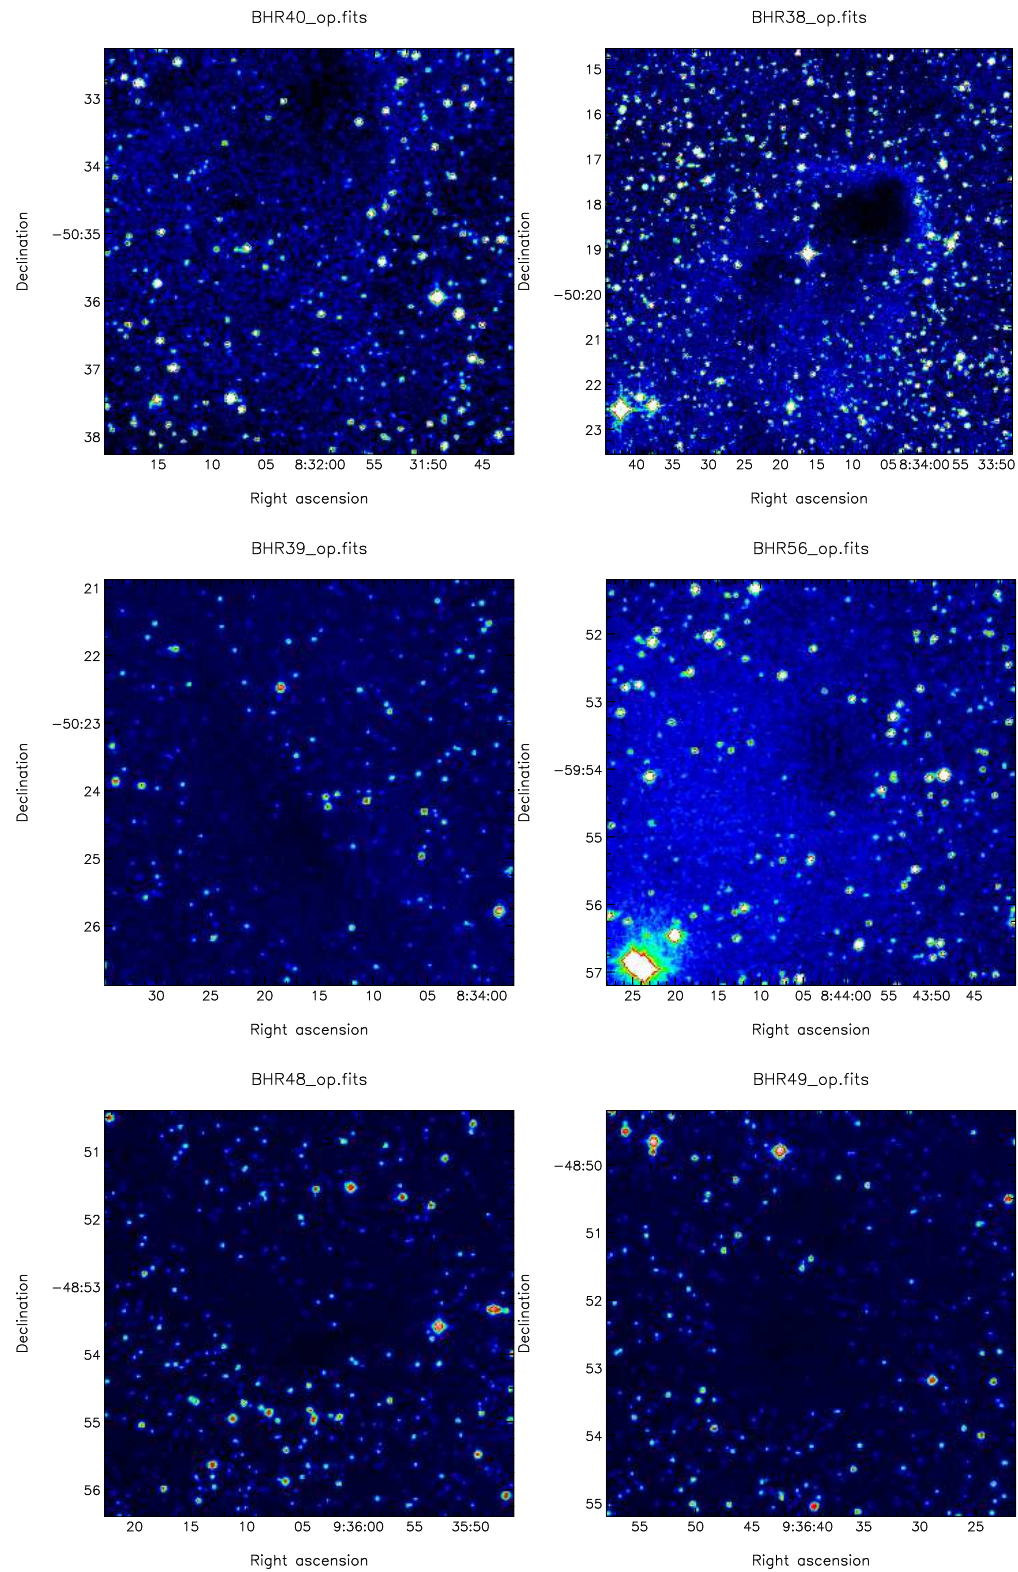 BHR40_op.fits
Declination
33
34
−50:35
36
37
38
15 10 05 8:32:00 55 31:50 45
Right ascension
BHR38_op.fits
Declination
15
16
17
18
19
−50:20
21
22
23
40 35 30 25 20 15 10 05 8:34:00 55 33:50
Right ascension
BHR39_op.fits
Declination
21
22
−50:23
24
25
26
30 25 20 15 10 05 8:34:00
Right ascension
BHR56_op.fits
Declination
52
53
−59:54
55
56
57
25 20 15 10 05 8:44:00 55 43:50 45
Right ascension
BHR48_op.fits
Declination
51
52
−48:53
54
55
56
20 15 10 05 9:36:00 55 35:50
Right ascension
BHR49_op.fits
Declination
−48:50
51
52
53
54
55
55 50 45 9:36:40 35 30 25
Right ascension